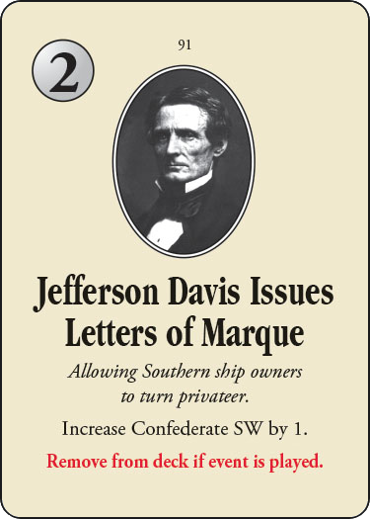 91
2
Jefferson Davis Issues
Letters of Marque
Allowing Southern ship owners
to turn privateer.
Increase Confederate SW by 1.
Remove from deck if event is played.